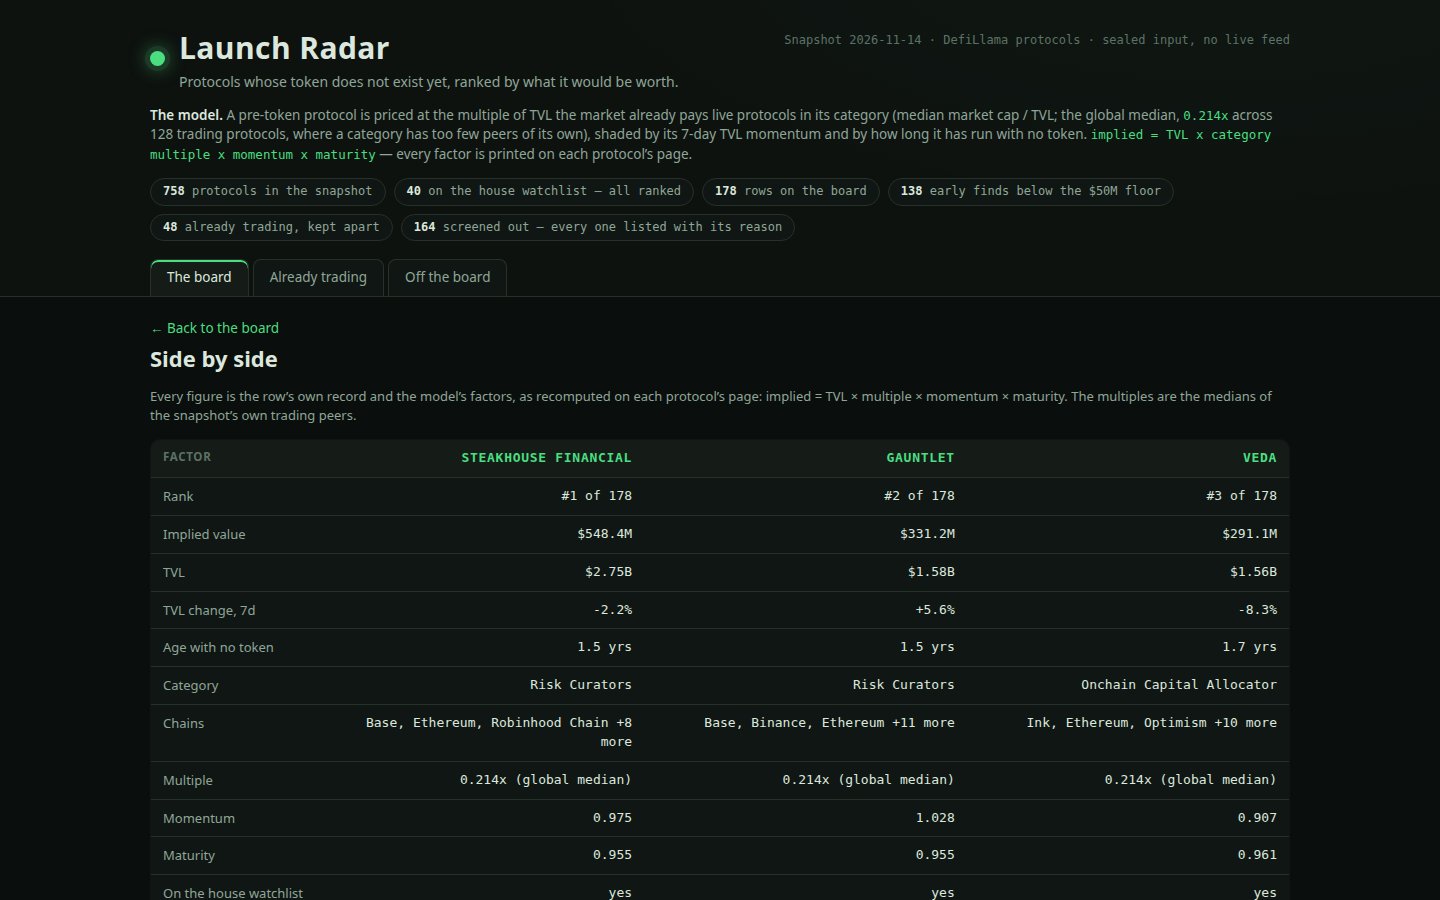 Launch Radar
Snapshot 2026-11-14 · DefiLlama protocols · sealed input, no live feed
Protocols whose token does not exist yet, ranked by what it would be worth.
The model. A pre-token protocol is priced at the multiple of TVL the market already pays live protocols in its category (median market cap / TVL; the global median, 0.214x across
128 trading protocols, where a category has too few peers of its own), shaded by its 7-day TVL momentum and by how long it has run with no token. implied = TVL x category
multiple x momentum x maturity — every factor is printed on each protocol's page.
758 protocols in the snapshot 40 on the house watchlist — all ranked 178 rows on the board 138 early finds below the $50M floor
48 already trading, kept apart 164 screened out — every one listed with its reason
The board Already trading Off the board
← Back to the board
Side by side
Every figure is the row's own record and the model's factors, as recomputed on each protocol's page: implied = TVL × multiple × momentum × maturity. The multiples are the medians of
the snapshot's own trading peers.
FACTOR STEAKHOUSE FINANCIAL GAUNTLET VEDA
Rank #1 of 178 #2 of 178 #3 of 178
Implied value $548.4M $331.2M $291.1M
TVL $2.75B $1.58B $1.56B
TVL change, 7d -2.2% +5.6% -8.3%
Age with no token 1.5 yrs 1.5 yrs 1.7 yrs
Category Risk Curators Risk Curators Onchain Capital Allocator
Chains Base, Ethereum, Robinhood Chain +8 more Base, Binance, Ethereum +11 more Ink, Ethereum, Optimism +10 more
Multiple 0.214x (global median) 0.214x (global median) 0.214x (global median)
Momentum 0.975 1.028 0.907
Maturity 0.955 0.955 0.961
On the house watchlist yes yes yes